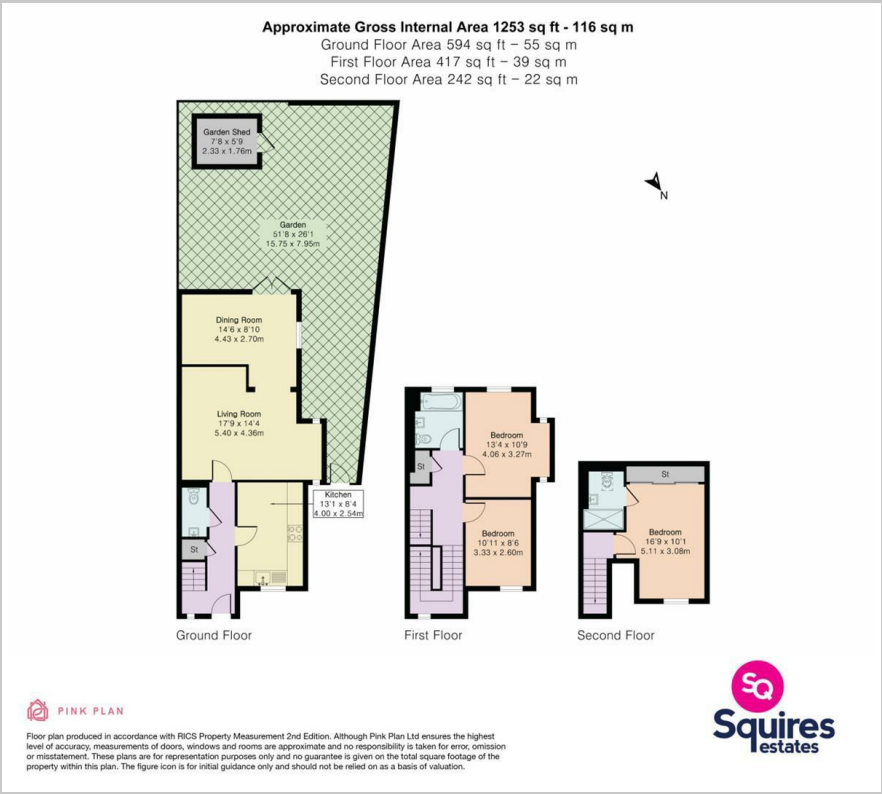 Approximate Gross Internal Area 1253 sq ft - 116 sq m
Ground Floor Area 594 sq ft – 55 sq m
First Floor Area 417 sq ft – 39 sq m
Second Floor Area 242 sq ft – 22 sq m
Garden Shed
7'8 x 5'9
2.33 x 1.76m
N
Garden
51'8 x 26'1
15.75 x 7.95m
Dining Room
14'6 x 8'10
4.43 x 2.70m
Living Room
17'9 x 14'4
5.40 x 4.36m
Kitchen
13'1 x 8'4
4.00 x 2.54m
St
Ground Floor
Bedroom
13'4 x 10'9
4.06 x 3.27m
St
Bedroom
10'11 x 8'6
3.33 x 2.60m
First Floor
St
Bedroom
16'9 x 10'1
5.11 x 3.08m
Second Floor
PINK PLAN
Floor plan produced in accordance with RICS Property Measurement 2nd Edition. Although Pink Plan Ltd ensures the highest
level of accuracy, measurements of doors, windows and rooms are approximate and no responsibility is taken for error, omission
or misstatement. These plans are for representation purposes only and no guarantee is given on the total square footage of the
property within this plan. The figure icon is for initial guidance only and should not be relied on as a basis of valuation.
SQ
Squires
estates